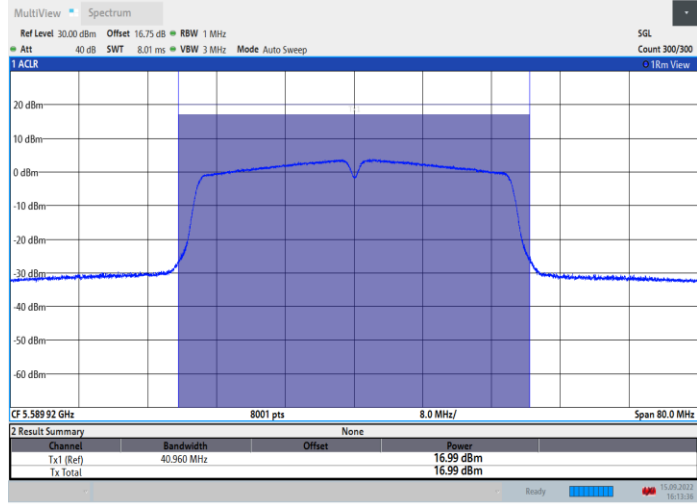 MultiView Spectrum
Ref Level 30.00 dBm Offset 16.75 dB RBW 1 MHz SGL
Att 40 dB SWT 8.01 ms VBW 3 MHz Mode Auto Sweep Count 300/300
1 ACLR 1Rm View
20 dBm
10 dBm
0 dBm
-10 dBm
-20 dBm
-30 dBm
-40 dBm
-50 dBm
-60 dBm
CF 5.58992 GHz 8001 pts 8.0 MHz/ Span 80.0 MHz
2 Result Summary None
Channel Bandwidth Offset Power
Tx1 (Ref) 40.960 MHz 16.99 dBm
Tx Total 16.99 dBm
Ready 15.09.2022
16:13:38